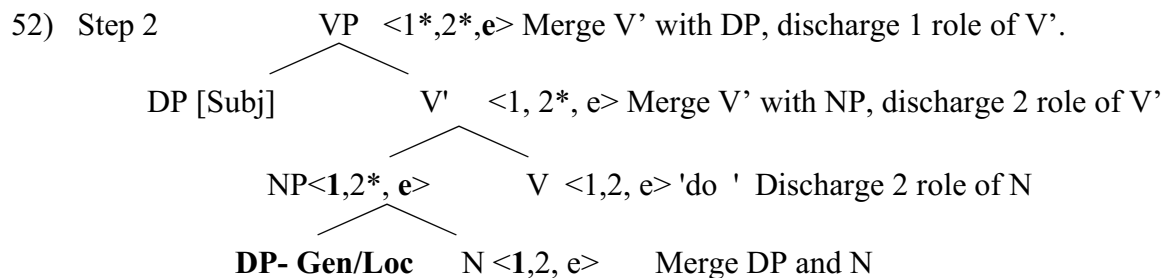 52) Step 2 VP <1*,2*,e> Merge V’ with DP, discharge 1 role of V’.
DP [Subj] V' <1, 2*, e> Merge V’ with NP, discharge 2 role of V’
NP<1,2*, e> V <1,2, e> 'do ' Discharge 2 role of N
DP- Gen/Loc N <1,2, e> Merge DP and N